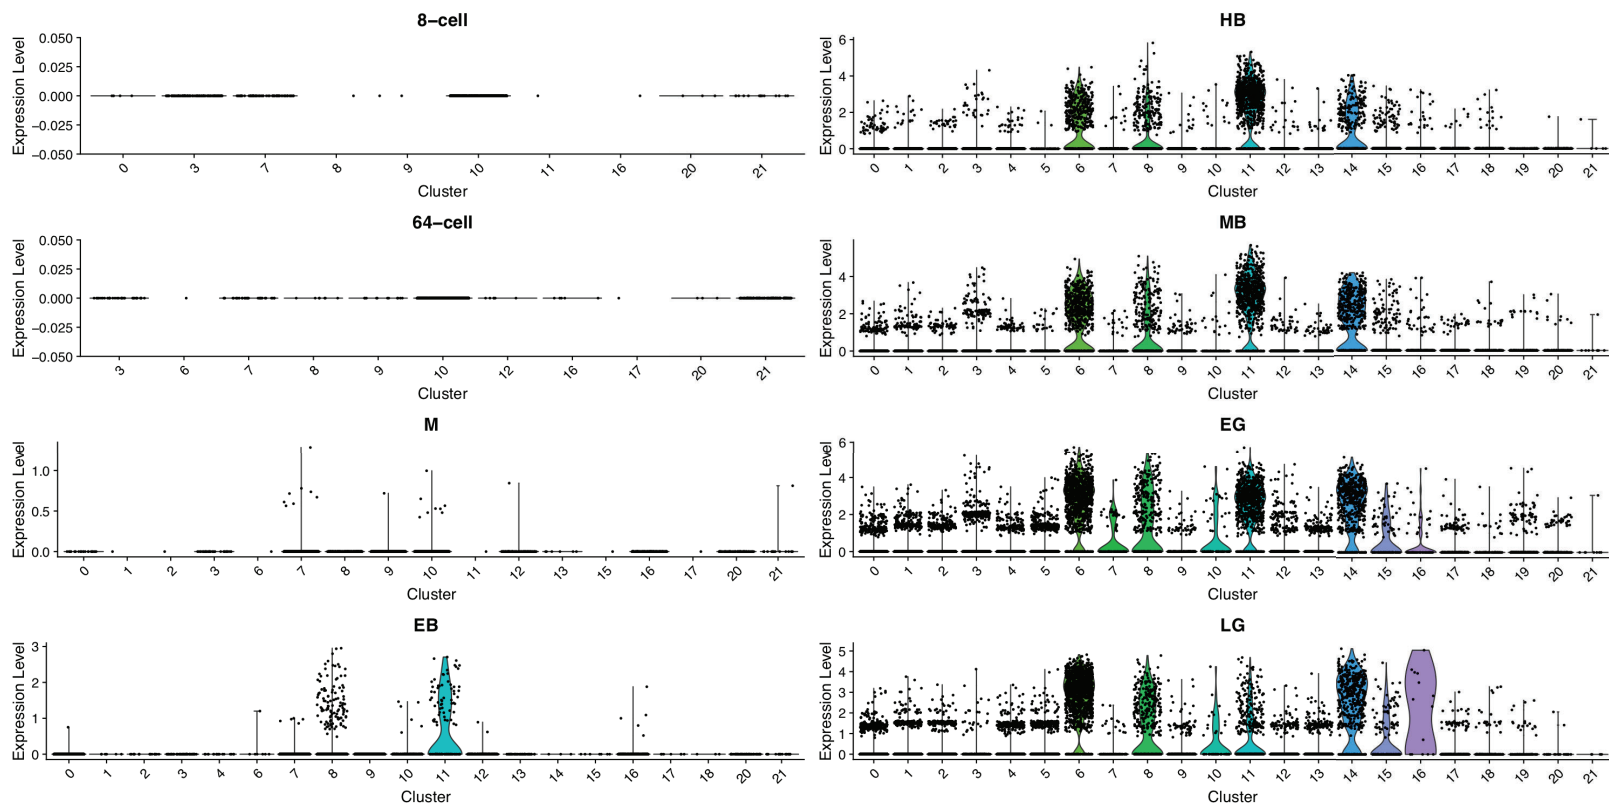 8−cell
Expression Level
0.050
0.025
0.000
−0.025
−0.050
0 3 7 8 9 10 11 16 20 21
Cluster
64−cell
Expression Level
0.050
0.025
0.000
−0.025
−0.050
3 6 7 8 9 10 12 16 17 20 21
Cluster
M
Expression Level
1.0
0.5
0.0
0 1 2 3 6 7 8 9 10 11 12 13 15 16 17 20 21
Cluster
EB
Expression Level
3
2
1
0
0 1 2 3 4 6 7 8 9 10 11 12 13 14 15 16 17 18 20 21
Cluster
HB
Expression Level
6
4
2
0
0 1 2 3 4 5 6 7 8 9 10 11 12 13 14 15 16 17 18 19 20 21
Cluster
MB
Expression Level
4
2
0
0 1 2 3 4 5 6 7 8 9 10 11 12 13 14 15 16 17 18 19 20 21
Cluster
EG
Expression Level
6
4
2
0
0 1 2 3 4 5 6 7 8 9 10 11 12 13 14 15 16 17 18 19 20 21
Cluster
LG
Expression Level
5
4
3
2
1
0
0 1 2 3 4 5 6 7 8 9 10 11 12 13 14 15 16 17 18 19 20 21
Cluster